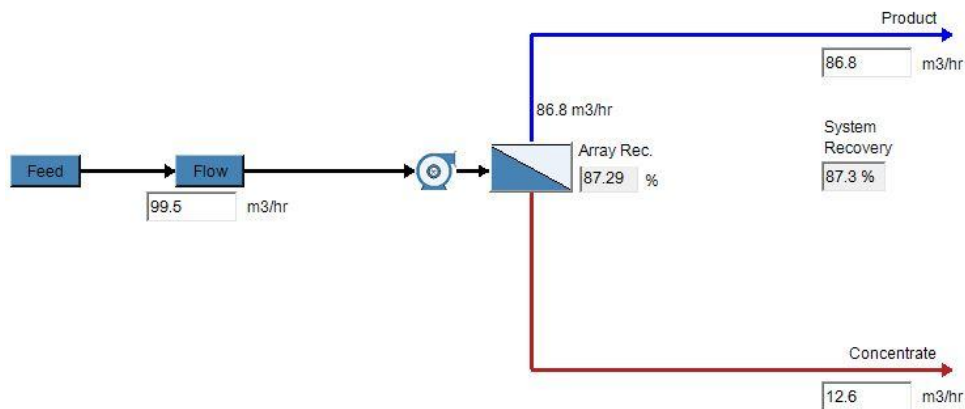 Product
86.8 m3/hr
86.8 m3/hr
System
Recovery
Array Rec.
Feed Flow
87.29 % 87.3 %
99.5 m3/hr
Concentrate
12.6 m3/hr